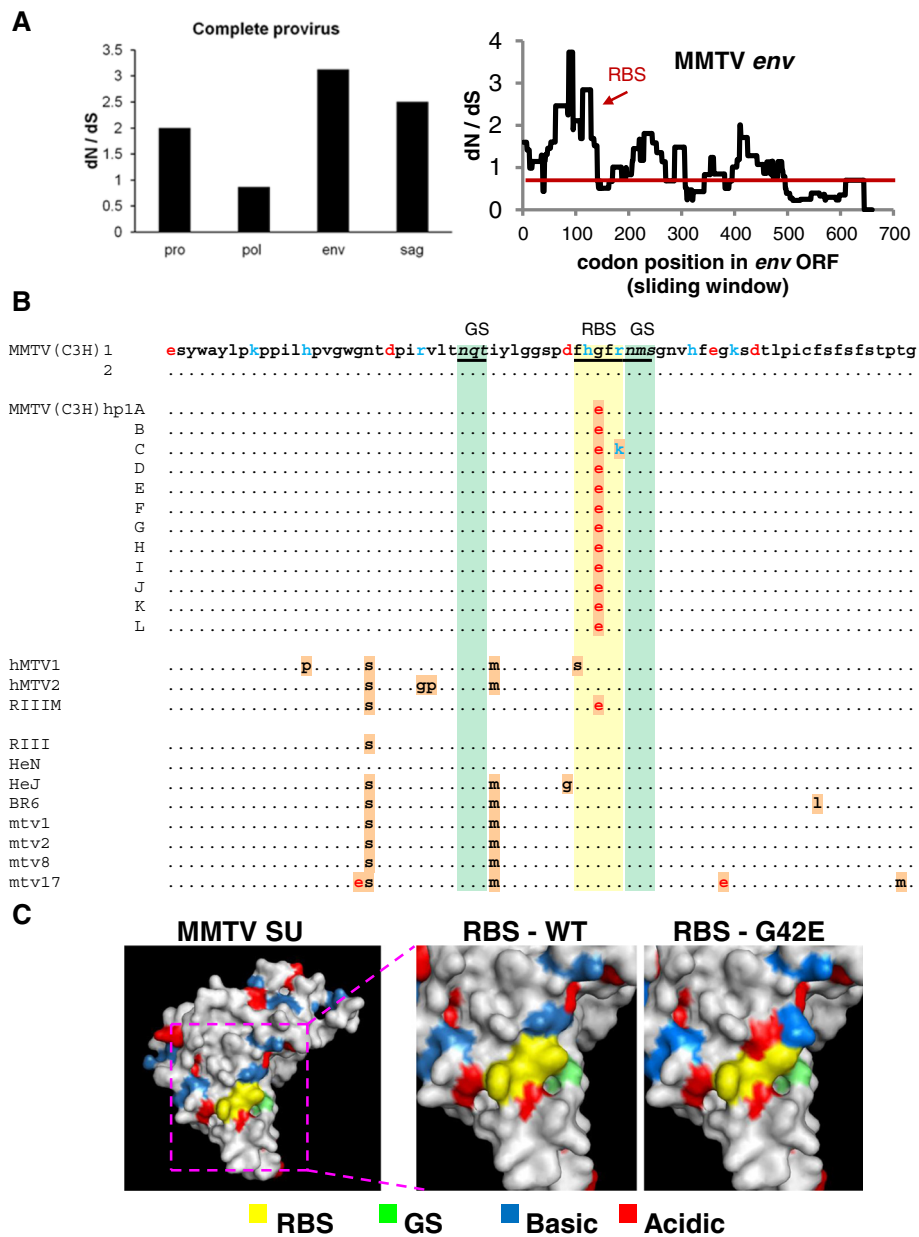 A
Complete provirus
dN / dS
3.5
3
2.5
2
1.5
1
0.5
0
pro pol env sag
MMTV env
RBS
dN / dS
4
3
2
1
0
0 100 200 300 400 500 600 700
codon position in env ORF
(sliding window)
B
GS RBS GS
MMTV(C3H)1 esywaylpkppilhpvgwgntdpirvltnqtiylggspdfhgfrnmsgnvhfegksdtlpicfsfsfstptg
2 ........................................................................
MMTV(C3H)hp1A .........................................e..............................
B .........................................e..............................
C .........................................e.k............................
D .........................................e..............................
E .........................................e..............................
F .........................................e..............................
G .........................................e..............................
H .........................................e..............................
I .........................................e..............................
J .........................................e..............................
K .........................................e..............................
L .........................................e..............................
hMTV1 .............p.....s...........m.......s................................
hMTV2 ...................s....gp.....m........................................
RIIIM ...................s.....................e..............................
RIII ...................s....................................................
HeN ........................................................................
HeJ ...................s...........m......g.................................
BR6 ...................s...........m..............................l.........
mtv1 ...................s...........m........................................
mtv2 ...................s...........m........................................
mtv8 ...................s...........m........................................
mtv17 ..................es...........m.....................e................m.
C
MMTV SU RBS - WT RBS - G42E
RBS GS Basic Acidic